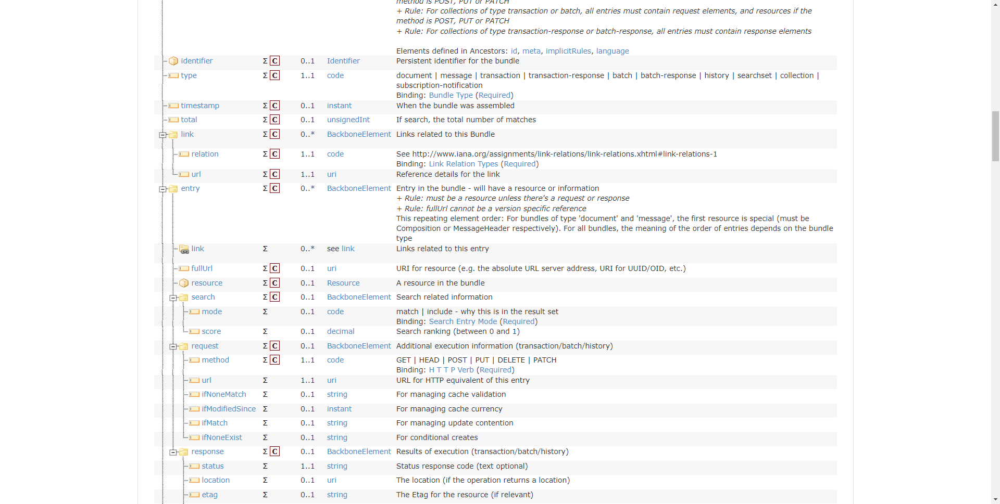 method is POST, PUT or PATCH
+ Rule: For collections of type transaction or batch, all entries must contain request elements, and resources if the
method is POST, PUT or PATCH
+ Rule: For collections of type transaction-response or batch-response, all entries must contain response elements
Elements defined in Ancestors: id, meta, implicitRules, language
identifier Σ C 0..1 Identifier Persistent identifier for the bundle
type Σ C 1..1 code document | message | transaction | transaction-response | batch | batch-response | history | searchset | collection |
subscription-notification
Binding: Bundle Type (Required)
timestamp Σ C 0..1 instant When the bundle was assembled
total Σ C 0..1 unsignedInt If search, the total number of matches
link Σ C 0..* BackboneElement Links related to this Bundle
relation Σ C 1..1 code See http://www.iana.org/assignments/link-relations/link-relations.xhtml#link-relations-1
Binding: Link Relation Types (Required)
url Σ C 1..1 uri Reference details for the link
entry Σ C 0..* BackboneElement Entry in the bundle - will have a resource or information
+ Rule: must be a resource unless there's a request or response
+ Rule: fullUrl cannot be a version specific reference
This repeating element order: For bundles of type 'document' and 'message', the first resource is special (must be
Composition or MessageHeader respectively). For all bundles, the meaning of the order of entries depends on the bundle
type
link Σ 0..* see link Links related to this entry
fullUrl Σ C 0..1 uri URI for resource (e.g. the absolute URL server address, URI for UUID/OID, etc.)
resource Σ C 0..1 Resource A resource in the bundle
search Σ C 0..1 BackboneElement Search related information
mode Σ 0..1 code match | include - why this is in the result set
Binding: Search Entry Mode (Required)
score Σ 0..1 decimal Search ranking (between 0 and 1)
request Σ C 0..1 BackboneElement Additional execution information (transaction/batch/history)
method Σ C 1..1 code GET | HEAD | POST | PUT | DELETE | PATCH
Binding: H T T P Verb (Required)
url Σ 1..1 uri URL for HTTP equivalent of this entry
ifNoneMatch Σ 0..1 string For managing cache validation
ifModifiedSince Σ 0..1 instant For managing cache currency
ifMatch Σ 0..1 string For managing update contention
ifNoneExist Σ 0..1 string For conditional creates
response Σ C 0..1 BackboneElement Results of execution (transaction/batch/history)
status Σ 1..1 string Status response code (text optional)
location Σ 0..1 uri The location (if the operation returns a location)
etag Σ 0..1 string The Etag for the resource (if relevant)